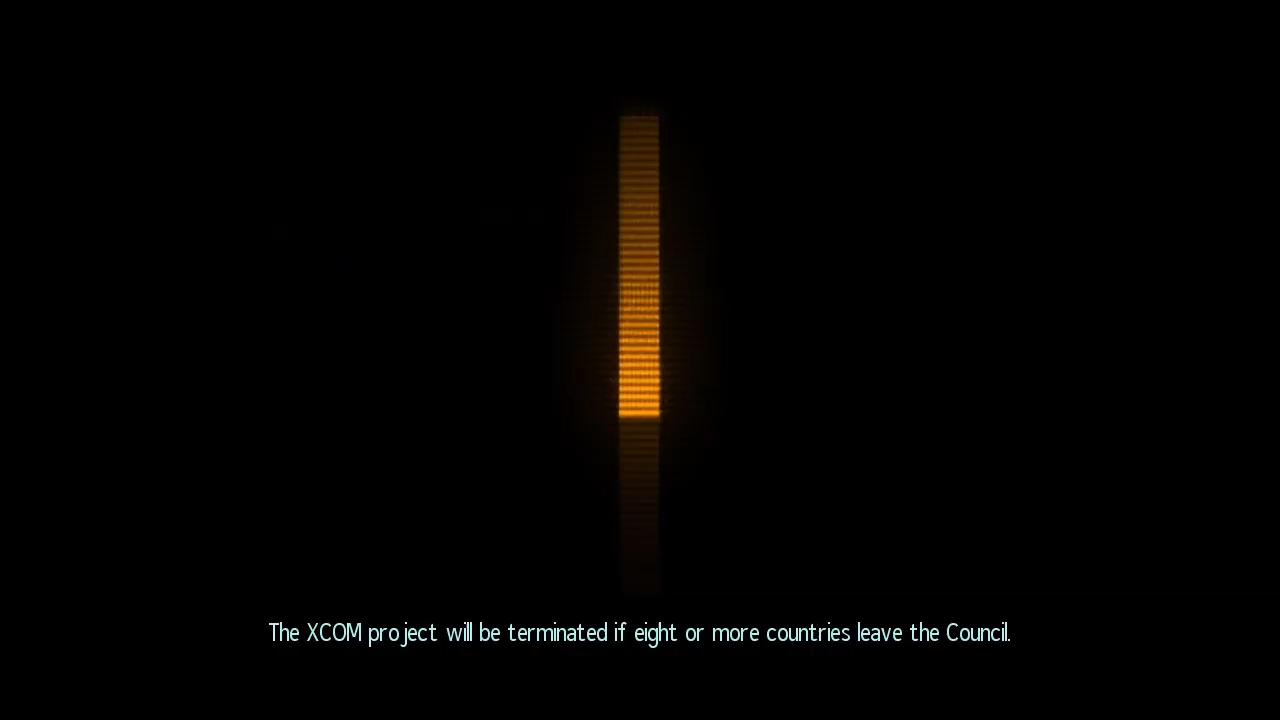 The XCOM project will be terminated if eight or more countries leave the Council.